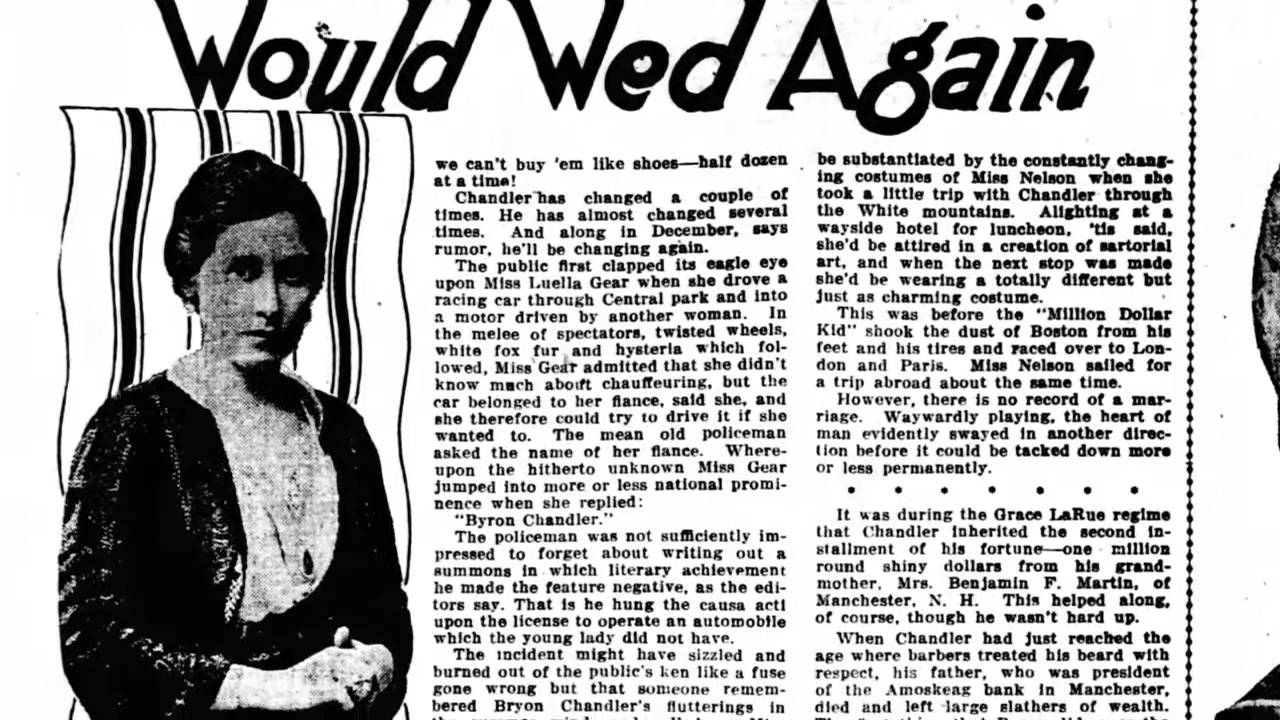 Would Wed Again
we can't buy 'em like shoes—half dozen
at a time!
Chandler has changed a couple of
times. He has almost changed several
times. And along in December, says
rumor, he'll be changing again.
The public first clapped its eagle eye
upon Miss Luella Gear when she drove a
racing car through Central park and into
a motor driven by another woman. In
the melee of spectators, twisted wheels,
white fox fur and hysteria which fol-
lowed, Miss Gear admitted that she didn't
know much about chauffeuring, but the
car belonged to her fiance, said she, and
she therefore could try to drive it if she
wanted to. The mean old policeman
asked the name of her fiance. Where-
upon the hitherto unknown Miss Gear
jumped into more or less national promi-
nence when she replied:
"Byron Chandler."
The policeman was not sufficiently im-
pressed to forget about writing out a
summons in which literary achievement
he made the feature negative, as the edi-
tors say. That is he hung the causa acti
upon the license to operate an automobile
which the young lady did not have.
The incident might have sizzled and
burned out of the public's ken like a fuse
gone wrong but that someone remem-
bered Bryon Chandler's flutterings in
be substantiated by the constantly chang-
ing costumes of Miss Nelson when she
took a little trip with Chandler through
the White mountains. Alighting at a
wayside hotel for luncheon, 'tis said,
she'd be attired in a creation of sartorial
art, and when the next stop was made
she'd be wearing a totally different but
just as charming costume.
This was before the "Million Dollar
Kid" shook the dust of Boston from his
feet and his tires and raced over to Lon-
don and Paris. Miss Nelson sailed for
a trip abroad about the same time.
However, there is no record of a mar-
riage. Waywardly playing, the heart of
man evidently swayed in another direc-
tion before it could be tacked down more
or less permanently.
It was during the Grace LaRue regime
that Chandler inherited the second in-
stallment of his fortune—one million
round shiny dollars from his grand-
mother, Mrs. Benjamin F. Martin, of
Manchester, N. H. This helped along,
of course, though he wasn't hard up.
When Chandler had just reached the
age where barbers treated his beard with
respect, his father, who was president
of the Amoskeag bank in Manchester,
died and left large slathers of wealth.